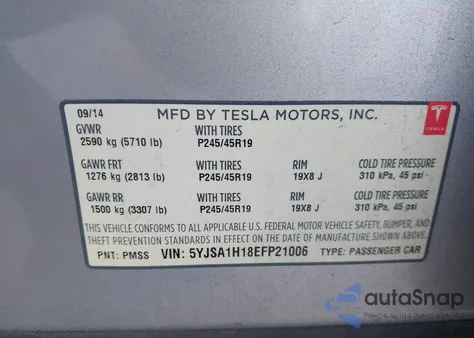 09/14 MFD BY TESLA MOTORS, INC.
GVWR WITH TIRES
2590 kg (5710 lb) P245/45R19
TESLA
GAWR FRT WITH TIRES RIM COLD TIRE PRESSURE
1276 kg (2813 lb) P245/45R19 19X8 J 310 kPa, 45 psi
GAWR RR WITH TIRES RIM COLD TIRE PRESSURE
1500 kg (3307 lb) P245/45R19 19X8 J 310 kPa, 45 psi
THIS VEHICLE CONFORMS TO ALL APPLICABLE FEDERAL MOTOR VEHICLE SAFETY, BUMPER, AND
THEFT PREVENTION STANDARDS IN EFFECT ON THE DATE OF MANUFACTURE SHOWN ABOVE.
PNT: PMSS VIN: 5YJSA1H18EFP21006 TYPE: PASSENGER CAR
autoSnap